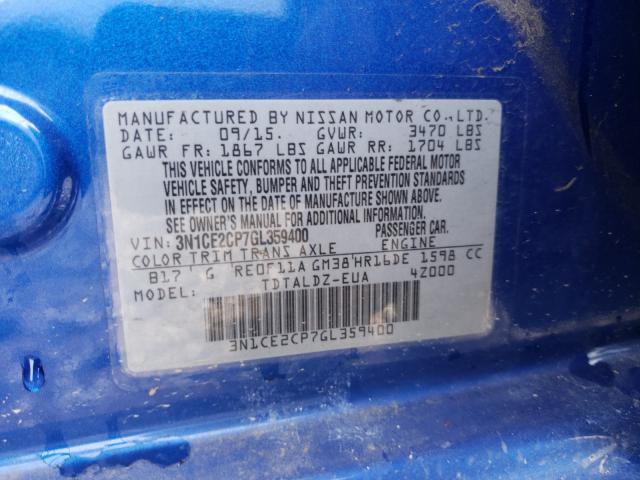 MANUFACTURED BY NISSAN MOTOR CO.,LTD.
DATE: 09/15. GVWR: 3470 LBS
GAWR FR: 1867 LBS GAWR RR: 1704 LBS
THIS VEHICLE CONFORMS TO ALL APPLICABLE FEDERAL MOTOR
VEHICLE SAFETY, BUMPER AND THEFT PREVENTION STANDARDS
IN EFFECT ON THE DATE OF MANUFACTURE SHOWN ABOVE.
SEE OWNER'S MANUAL FOR ADDITIONAL
VIN: 3N1CE2CP7GL359400 PASSENGER CAR.
COLOR TRIM TRANS AXLE ENGINE
B17 G RE0F11A GM38 HR16DE 1598 CC
MODEL: TDTALDZ-EUA 4Z000
3N1CE2CP7GL359400